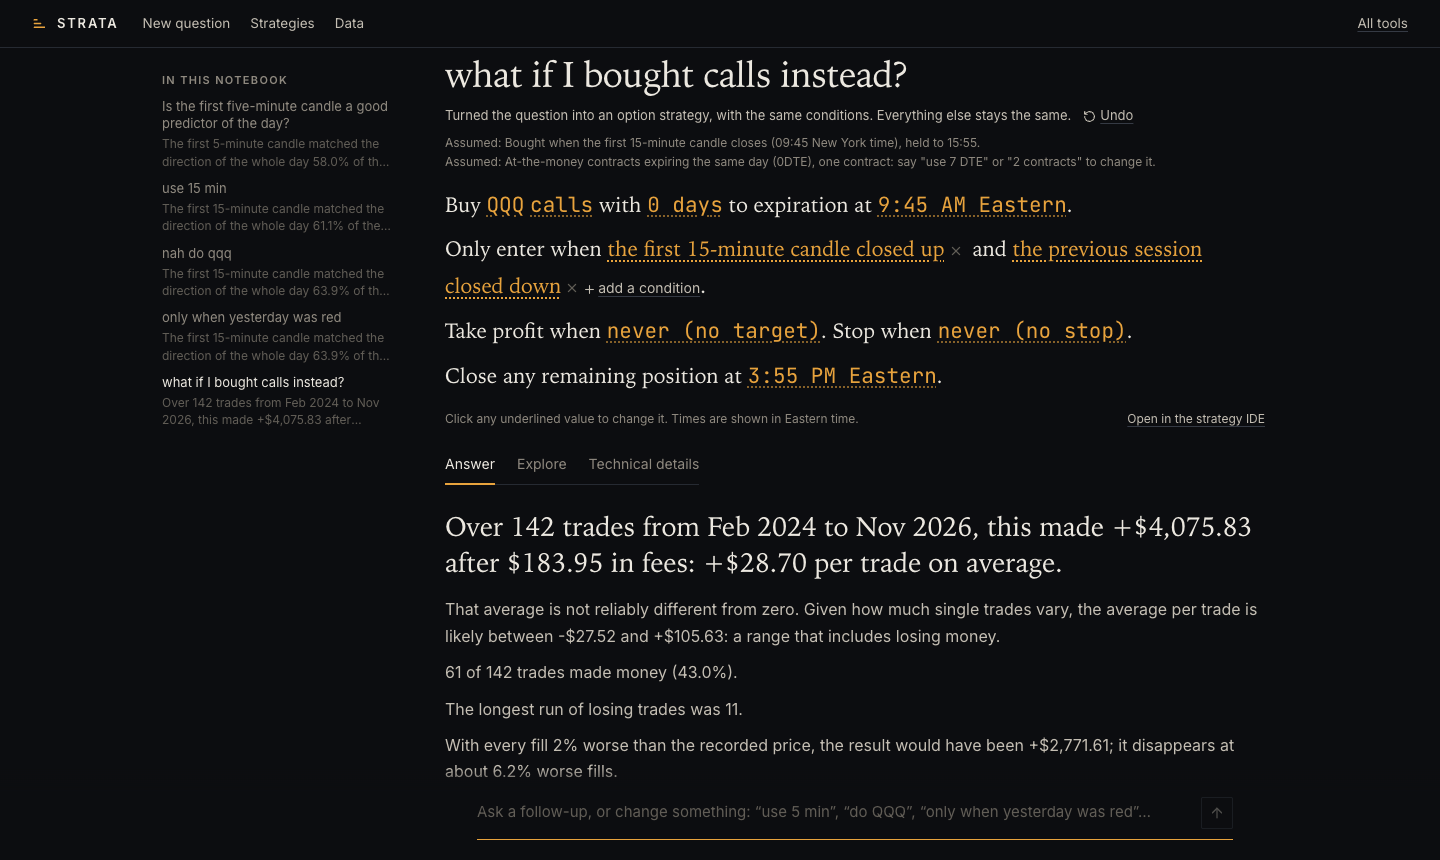 STRATA New question Strategies Data All tools
IN THIS NOTEBOOK
Is the first five-minute candle a good
predictor of the day?
The first 5-minute candle matched the
direction of the whole day 58.0% of th...
use 15 min
The first 15-minute candle matched the
direction of the whole day 61.1% of the...
nah do qqq
The first 15-minute candle matched the
direction of the whole day 63.9% of th...
only when yesterday was red
The first 15-minute candle matched the
direction of the whole day 63.9% of th...
what if I bought calls instead?
Over 142 trades from Feb 2024 to Nov
2026, this made +$4,075.83 after...
what if I bought calls instead?
Turned the question into an option strategy, with the same conditions. Everything else stays the same. Undo
Assumed: Bought when the first 15-minute candle closes (09:45 New York time), held to 15:55.
Assumed: At-the-money contracts expiring the same day (0DTE), one contract: say "use 7 DTE" or "2 contracts" to change it.
Buy QQQ calls with 0 days to expiration at 9:45 AM Eastern.
Only enter when the first 15-minute candle closed up × and the previous session
closed down × + add a condition.
Take profit when never (no target). Stop when never (no stop).
Close any remaining position at 3:55 PM Eastern.
Click any underlined value to change it. Times are shown in Eastern time. Open in the strategy IDE
Answer Explore Technical details
Over 142 trades from Feb 2024 to Nov 2026, this made +$4,075.83
after $183.95 in fees: +$28.70 per trade on average.
That average is not reliably different from zero. Given how much single trades vary, the average per trade is
likely between -$27.52 and +$105.63: a range that includes losing money.
61 of 142 trades made money (43.0%).
The longest run of losing trades was 11.
With every fill 2% worse than the recorded price, the result would have been +$2,771.61; it disappears at
about 6.2% worse fills.
Ask a follow-up, or change something: “use 5 min”, “do QQQ”, “only when yesterday was red”...